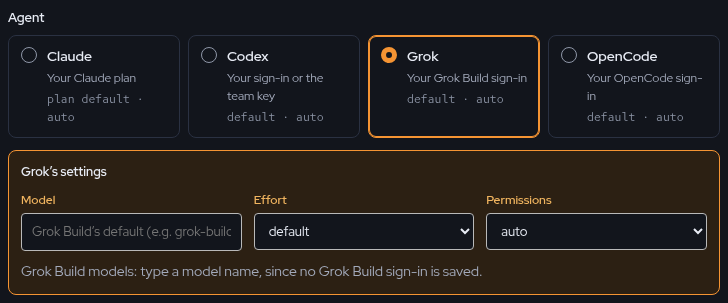 Agent
Claude
Your Claude plan
plan default ·
auto
Codex
Your sign-in or the
team key
default · auto
Grok
Your Grok Build sign-in
default · auto
OpenCode
Your OpenCode sign-
in
default · auto
Grok’s settings
Model
Effort
Permissions
Grok Build’s default (e.g. grok-builc
default
auto
Grok Build models: type a model name, since no Grok Build sign-in is saved.